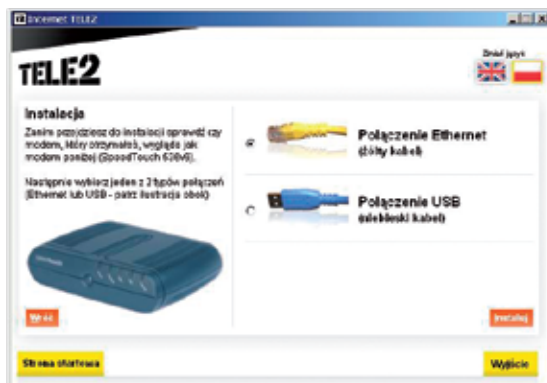 Internet TELE2
Zmień język
TELE2
Instalacja
Zanim przejdziesz do instalacji sprawdź czy
modem, który otrzymałeś, wygląda jak
modem poniżej (SpeedTouch
Następnie wybierz jeden z 2 typów połączeń
(Ethernet lub USB - patrz ilustracja obok)
Połączenie Ethernet
(żółty kabel)
Połączenie USB
(niebieski kabel)
Wróć
Instaluj
Strona startowa
Wyjście